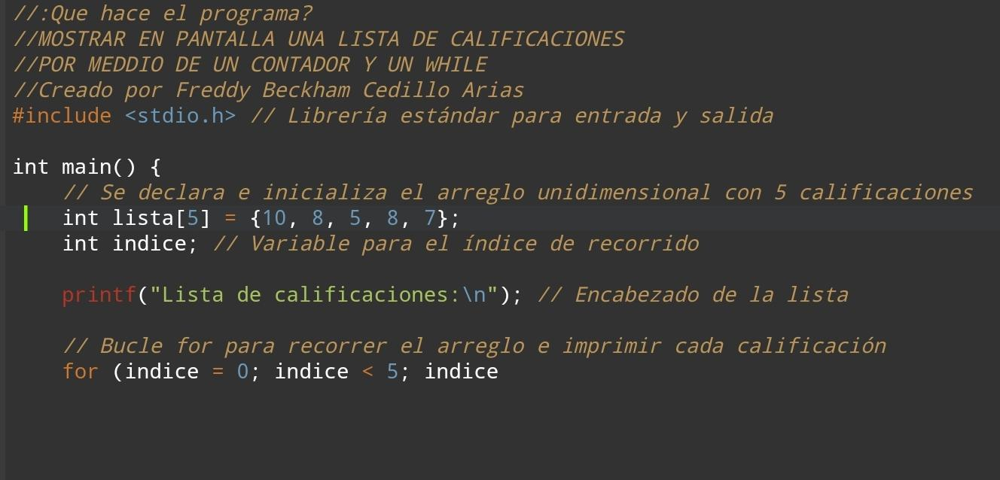 //:Que hace el programa?
//MOSTRAR EN PANTALLA UNA LISTA DE CALIFICACIONES
//POR MEDDIO DE UN CONTADOR Y UN WHILE
//Creado por Freddy Beckham Cedillo Arias
#include <stdio.h> // Librería estándar para entrada y salida
int main() {
// Se declara e inicializa el arreglo unidimensional con 5 calificaciones
int lista[5] = {10, 8, 5, 8, 7};
int indice; // Variable para el índice de recorrido
printf("Lista de calificaciones:\n"); // Encabezado de la lista
// Bucle for para recorrer el arreglo e imprimir cada calificación
for (indice = 0; indice < 5; indice